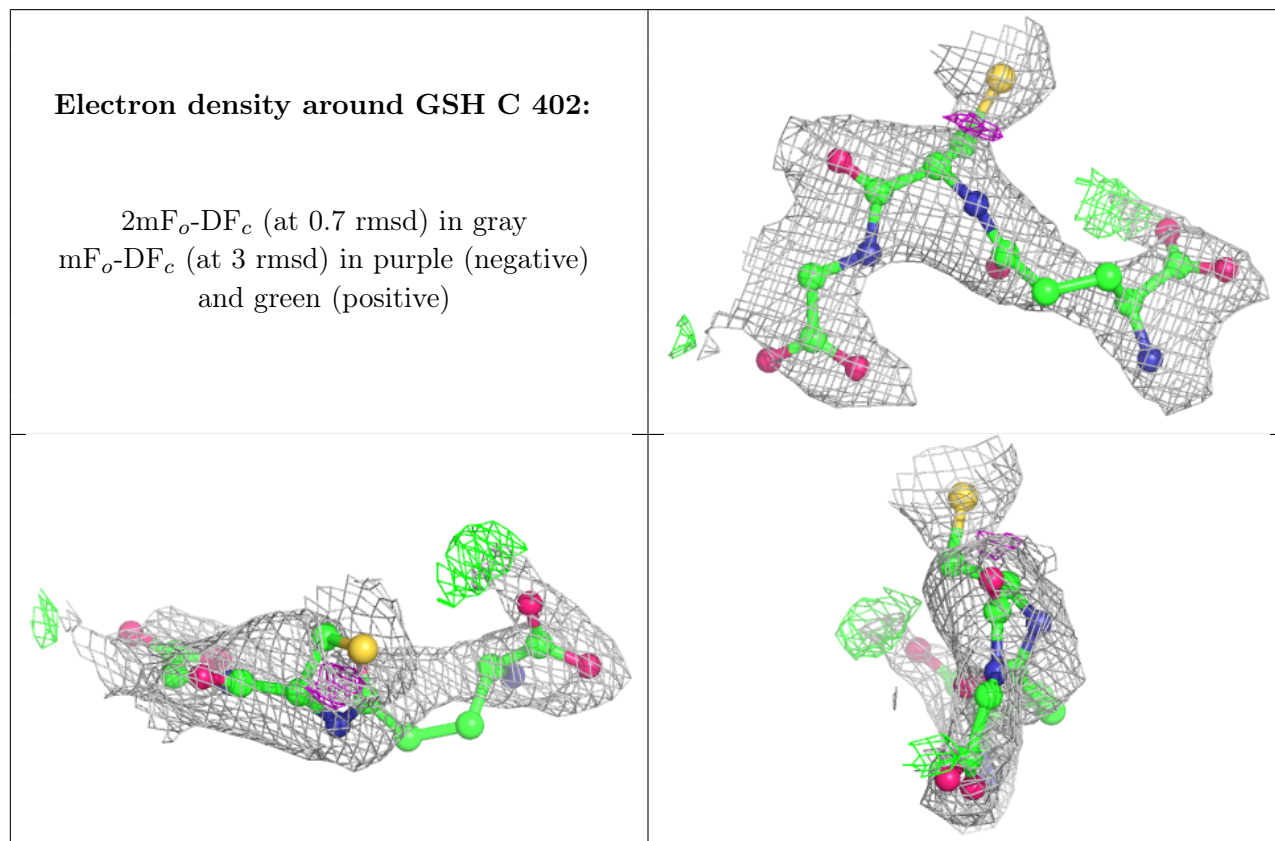 Electron density around GSH C 402:
2mFo-DFc (at 0.7 rmsd) in gray
mFo-DFc (at 3 rmsd) in purple (negative)
and green (positive)